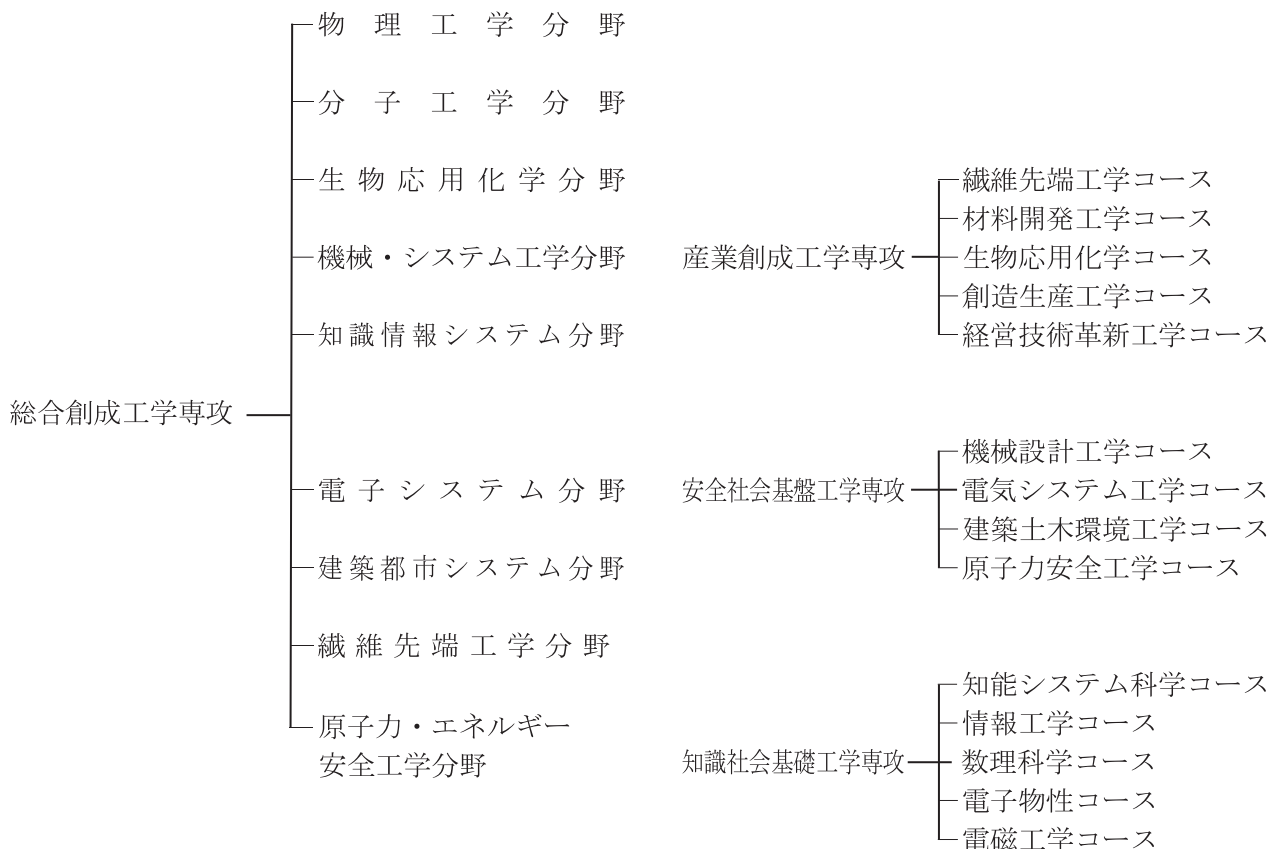 総合創成工学専攻
物理工学分野
分子工学分野
生物応用化学分野
機械・システム工学分野
知識情報システム分野
電子システム分野
建築都市システム分野
繊維先端工学分野
原子力・エネルギー
安全工学分野
産業創成工学専攻
繊維先端工学コース
材料開発工学コース
生物応用化学コース
創造生産工学コース
経営技術革新工学コース
安全社会基盤工学専攻
機械設計工学コース
電気システム工学コース
建築土木環境工学コース
原子力安全工学コース
知識社会基礎工学専攻
知能システム科学コース
情報工学コース
数理科学コース
電子物性コース
電磁工学コース